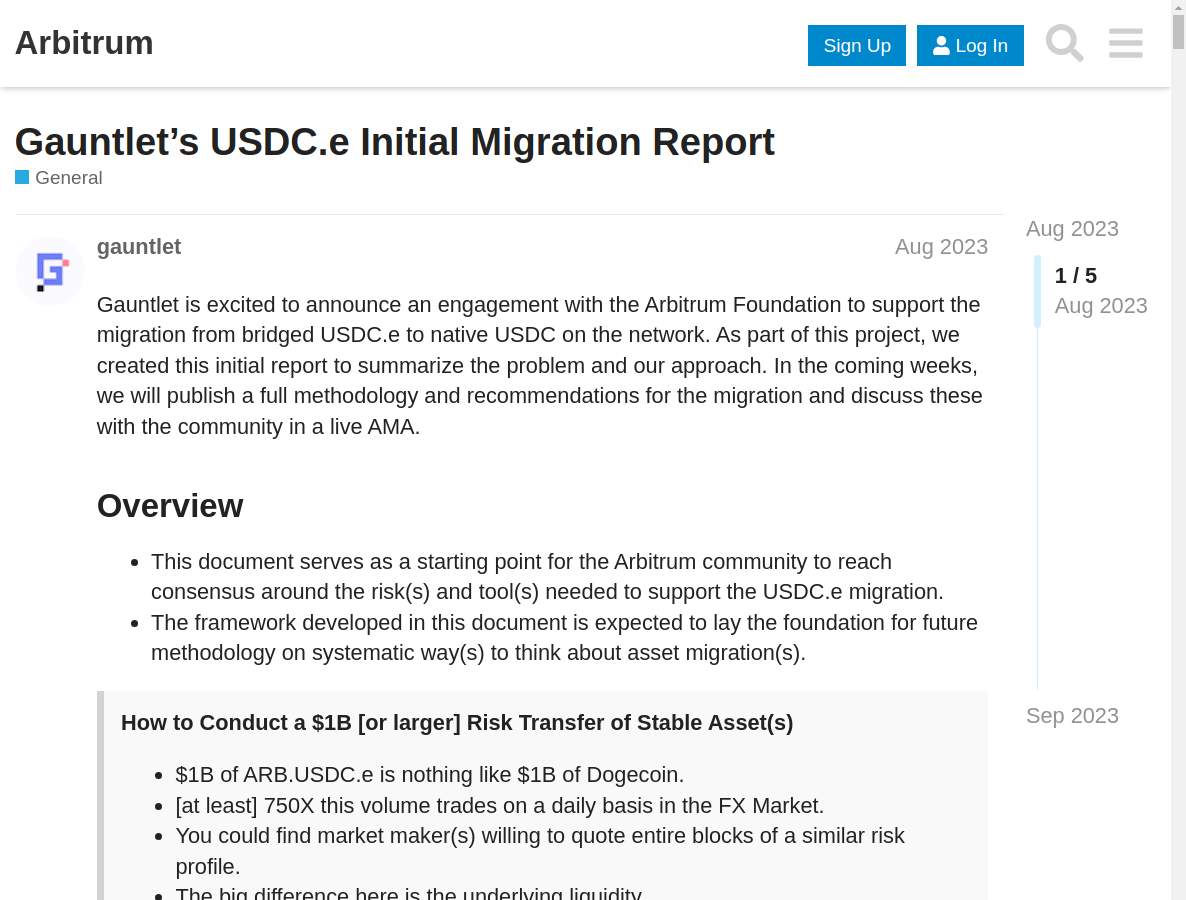 Arbitrum
Sign Up
Log In
Gauntlet’s USDC.e Initial Migration Report
General
gauntlet
Aug 2023
Gauntlet is excited to announce an engagement with the Arbitrum Foundation to support the
migration from bridged USDC.e to native USDC on the network. As part of this project, we
created this initial report to summarize the problem and our approach. In the coming weeks,
we will publish a full methodology and recommendations for the migration and discuss these
with the community in a live AMA.
Overview
This document serves as a starting point for the Arbitrum community to reach
consensus around the risk(s) and tool(s) needed to support the USDC.e migration.
The framework developed in this document is expected to lay the foundation for future
methodology on systematic way(s) to think about asset migration(s).
How to Conduct a $1B [or larger] Risk Transfer of Stable Asset(s)
$1B of ARB.USDC.e is nothing like $1B of Dogecoin.
[at least] 750X this volume trades on a daily basis in the FX Market.
You could find market maker(s) willing to quote entire blocks of a similar risk
profile.
The big difference here is the underlying liquidity.
Aug 2023
1 / 5
Aug 2023
Sep 2023